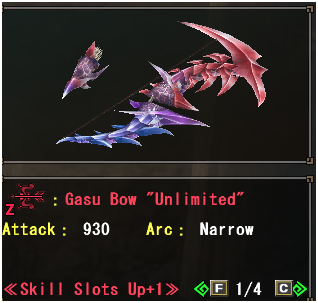 Z : Gasu Bow "Unlimited"
Attack : 930 Arc : Narrow
≪Skill Slots Up+1≫ F 1/4 C